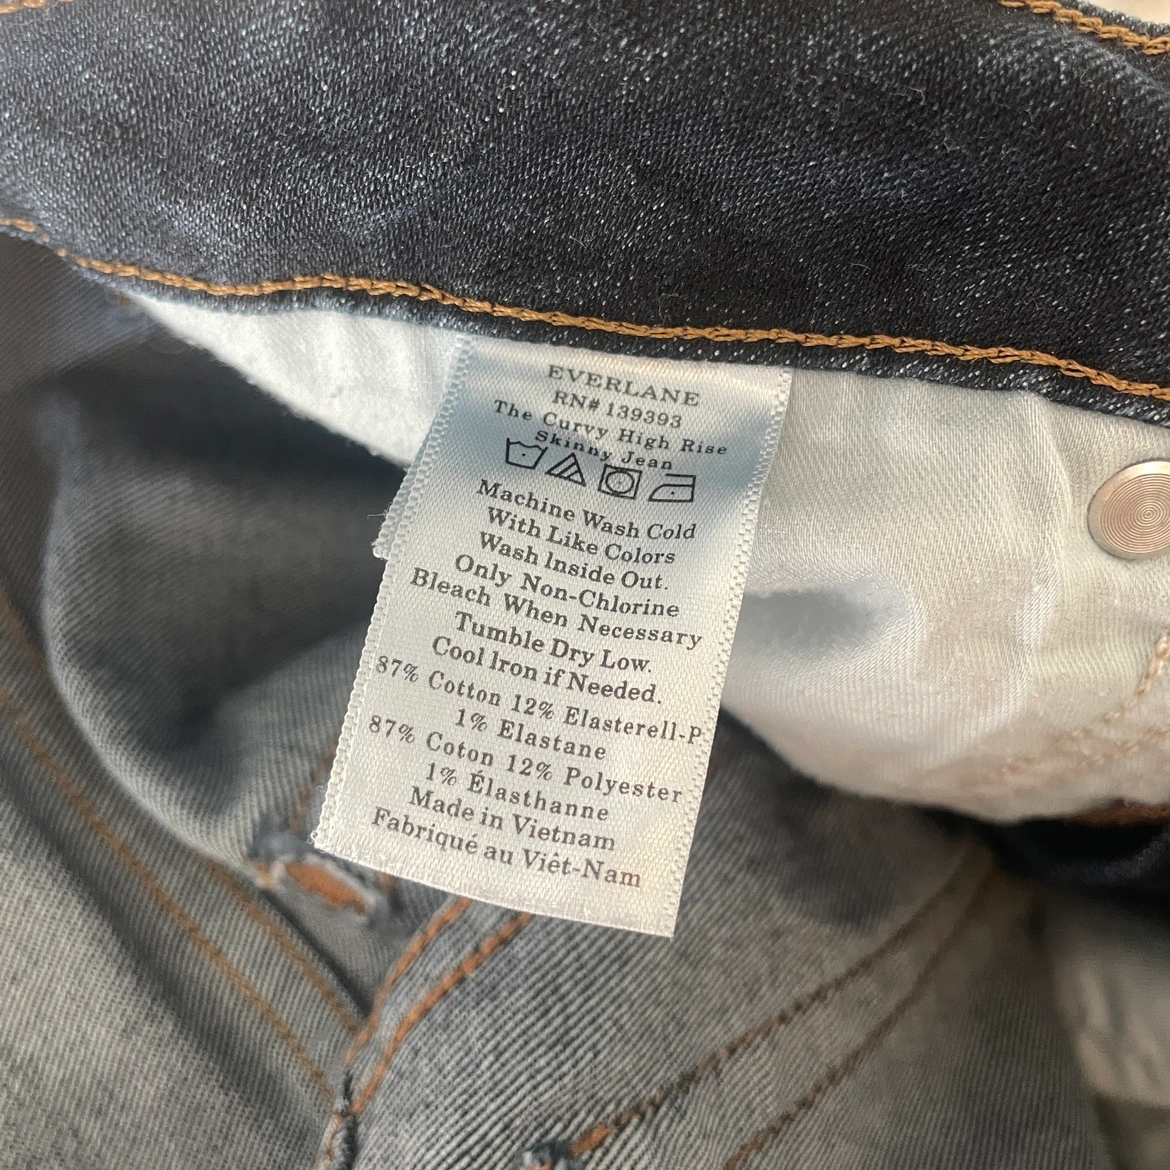 EVERLANE
RN# 139393
The Curvy High Rise
Skinny Jean
Machine Wash Cold
With Like Colors
Wash Inside Out.
Only Non-Chlorine
Bleach When Necessary
Tumble Dry Low.
Cool Iron if Needed.
87% Cotton 12% Elasterell-P
1% Elastane
87% Coton 12% Polyester
1% Élasthanne
Made in Vietnam
Fabriqué au Viêt-Nam